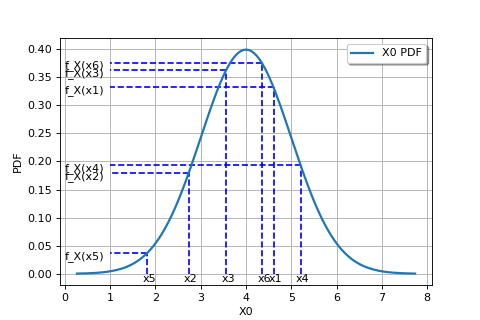 X0 PDF
0.40
0.35
0.30
0.25
0.20
0.15
0.10
0.05
0.00
PDF
f_X(x6)
f_X(x3)
f_X(x1)
f_X(x4)
f_X(x2)
f_X(x5)
x5 x2 x3 x6 x1 x4
0 1 2 3 4 5 6 7 8
X0